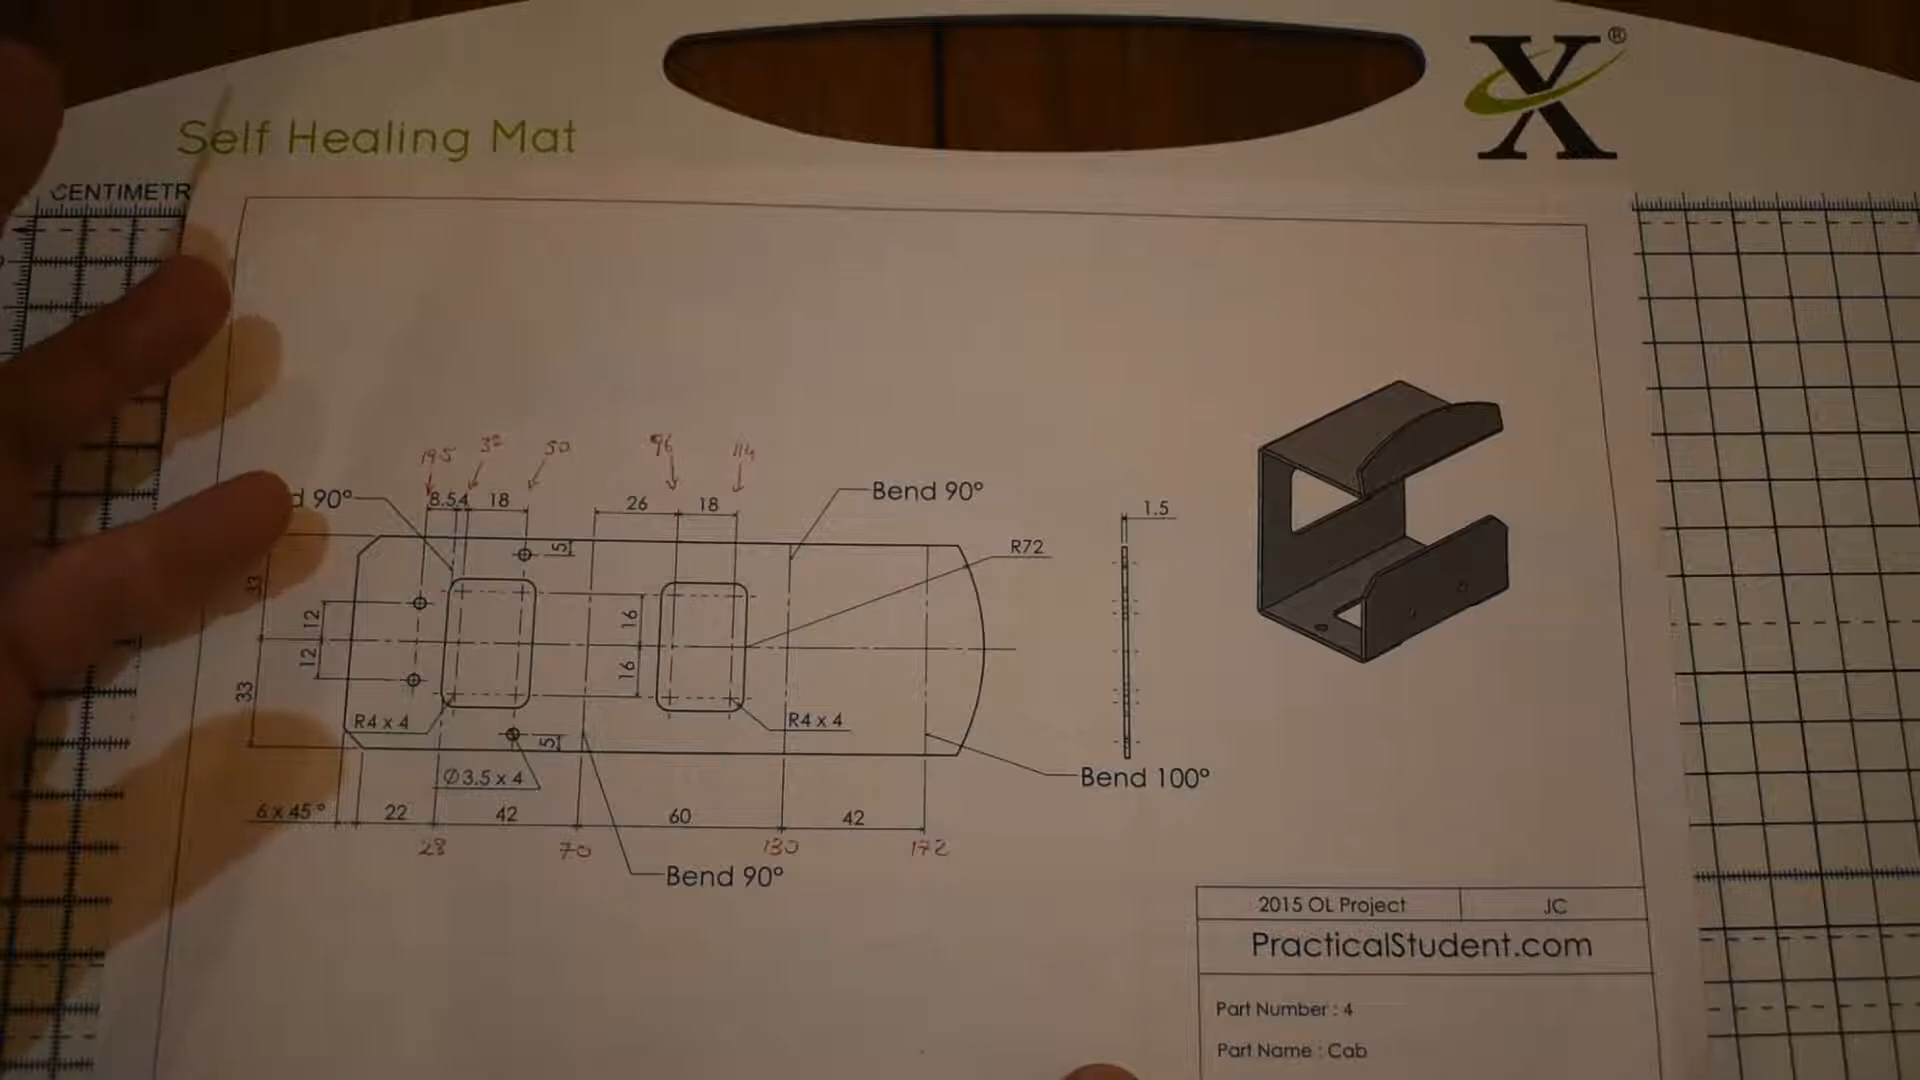 X®
Self Healing Mat
CENTIMETR
19.5 32 50 96 114
d 90° 8.5 4 18 26 18 Bend 90° 1.5
5 R72
33 12 16
12 16
33 R4 x 4 R4 x 4
5
Ø3.5 x 4 Bend 100°
6 x 45° 22 42 60 42
28 70 130 172
Bend 90°
2015 OL Project JC
PracticalStudent.com
Part Number : 4
Part Name : Cab